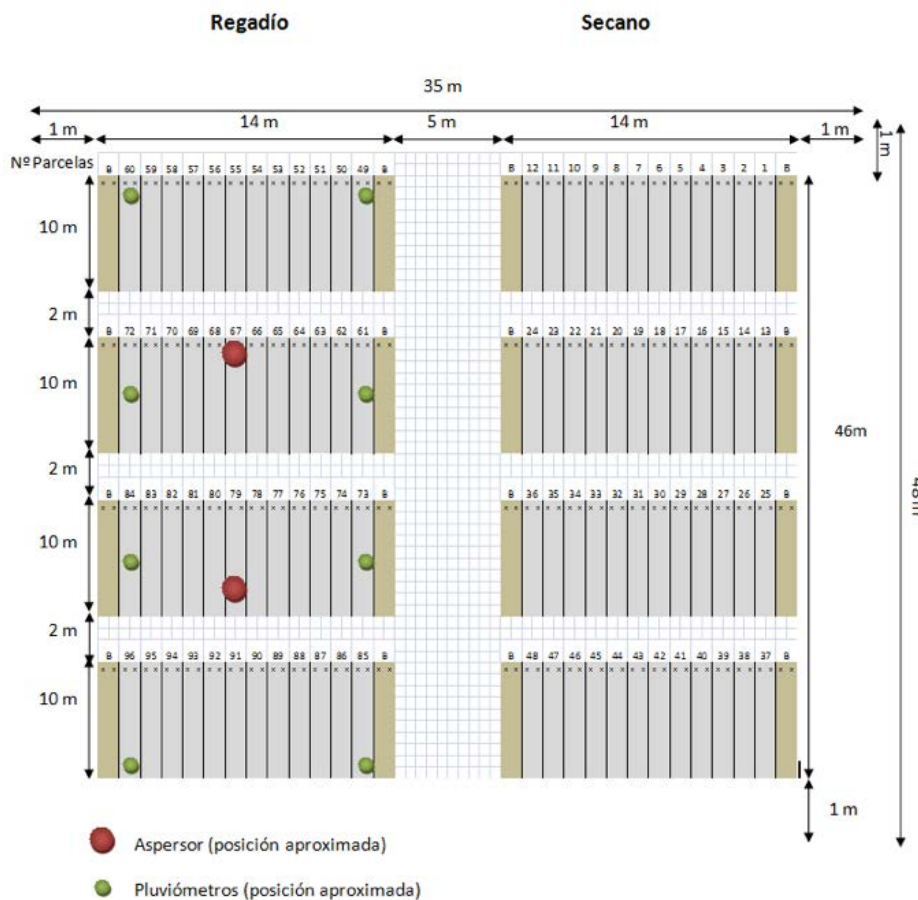 Regadío Secano
35 m
1 m 14 m 5 m 14 m 1 m
1 m
Nº Parcelas
B 60 59 58 57 56 55 54 53 52 51 50 49 B B 12 11 10 9 8 7 6 5 4 3 2 1 B
10 m
2 m
B 72 71 70 69 68 67 66 65 64 63 62 61 B B 24 23 22 21 20 19 18 17 16 15 14 13 B
10 m
46m
2 m
48m
B 84 83 82 81 80 79 78 77 76 75 74 73 B B 36 35 34 33 32 31 30 29 28 27 26 25 B
10 m
2 m
B 96 95 94 93 92 91 90 89 88 87 86 85 B B 48 47 46 45 44 43 42 41 40 39 38 37 B
10 m
1 m
Aspersor (posición aproximada)
Pluviómetros (posición aproximada)